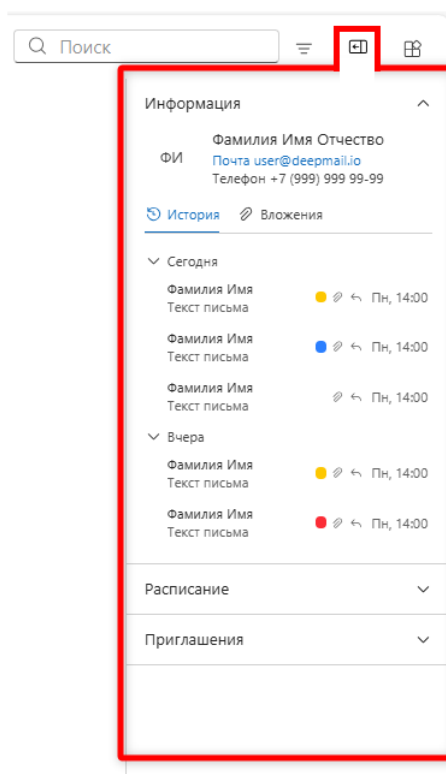 Поиск
Информация
ФИ
Фамилия Имя Отчество
Почта user@deepmail.io
Телефон +7 (999) 999 99-99
История Вложения
Сегодня
Фамилия Имя
Текст письма
Пн, 14:00
Фамилия Имя
Текст письма
Пн, 14:00
Фамилия Имя
Текст письма
Пн, 14:00
Вчера
Фамилия Имя
Текст письма
Пн, 14:00
Фамилия Имя
Текст письма
Пн, 14:00
Расписание
Приглашения